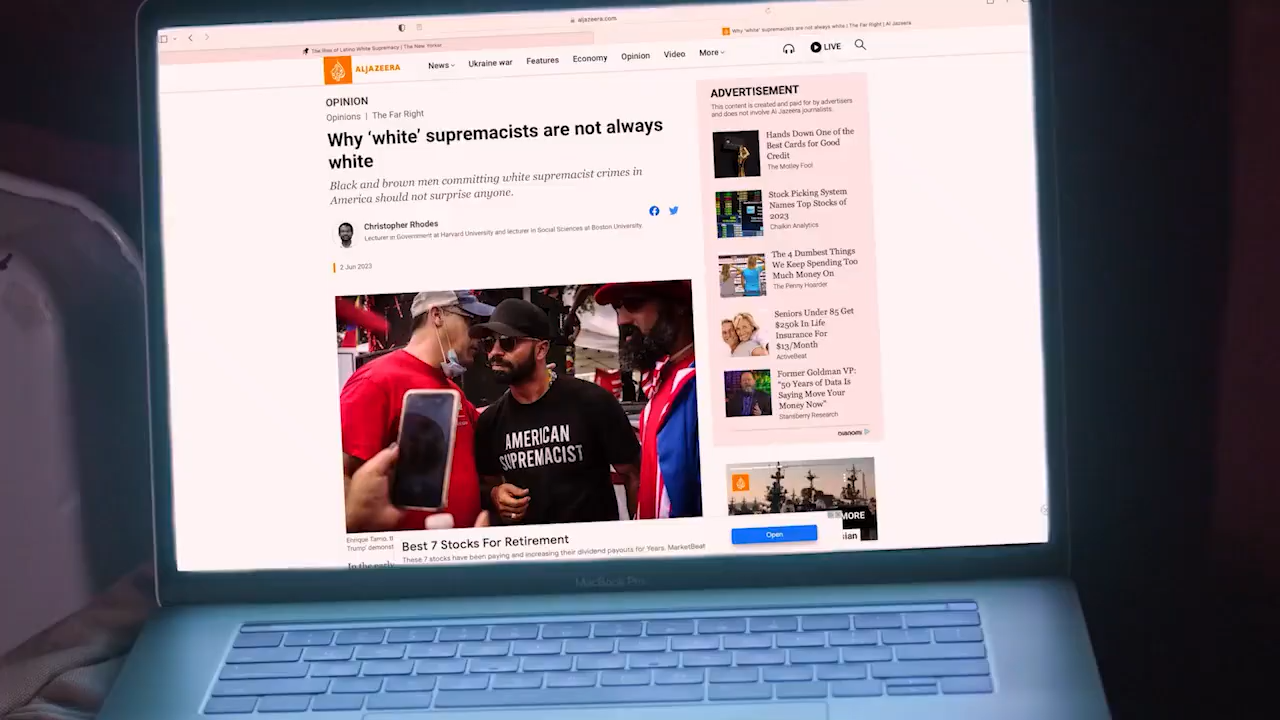 aljazeera.com
The Rise of Latino White Supremacy | The New Yorker
Why 'white' supremacists are not always white | The Far Right | Al Jazeera
ALJAZEERA
News
Ukraine war
Features
Economy
Opinion
Video
More
LIVE
OPINION
Opinions | The Far Right
Why 'white' supremacists are not always
white
Black and brown men committing white supremacist crimes in
America should not surprise anyone.
Christopher Rhodes
Lecturer in Government at Harvard University and lecturer in Social Sciences at Boston University
2 Jun 2023
AMERICAN
SUPREMACIST
Enrique Tarrio, t
Trump' demonst
In the early
Best 7 Stocks For Retirement
These 7 stocks have been paying and increasing their dividend payouts for Years. MarketBeat
Open
ADVERTISEMENT
This content is created and paid for by advertisers
and does not involve Al Jazeera journalists.
Hands Down One of the
Best Cards for Good
Credit
The Motley Fool
Stock Picking System
Names Top Stocks of
2023
Chaikin Analytics
The 4 Dumbest Things
We Keep Spending Too
Much Money On
The Penny Hoarder
Seniors Under 85 Get
$250k In Life
Insurance For
$13/Month
ActiveBeat
Former Goldman VP:
"50 Years of Data Is
Saying Move Your
Money Now"
Stansberry Research
dianomi
MORE
sian
MacBook Pro